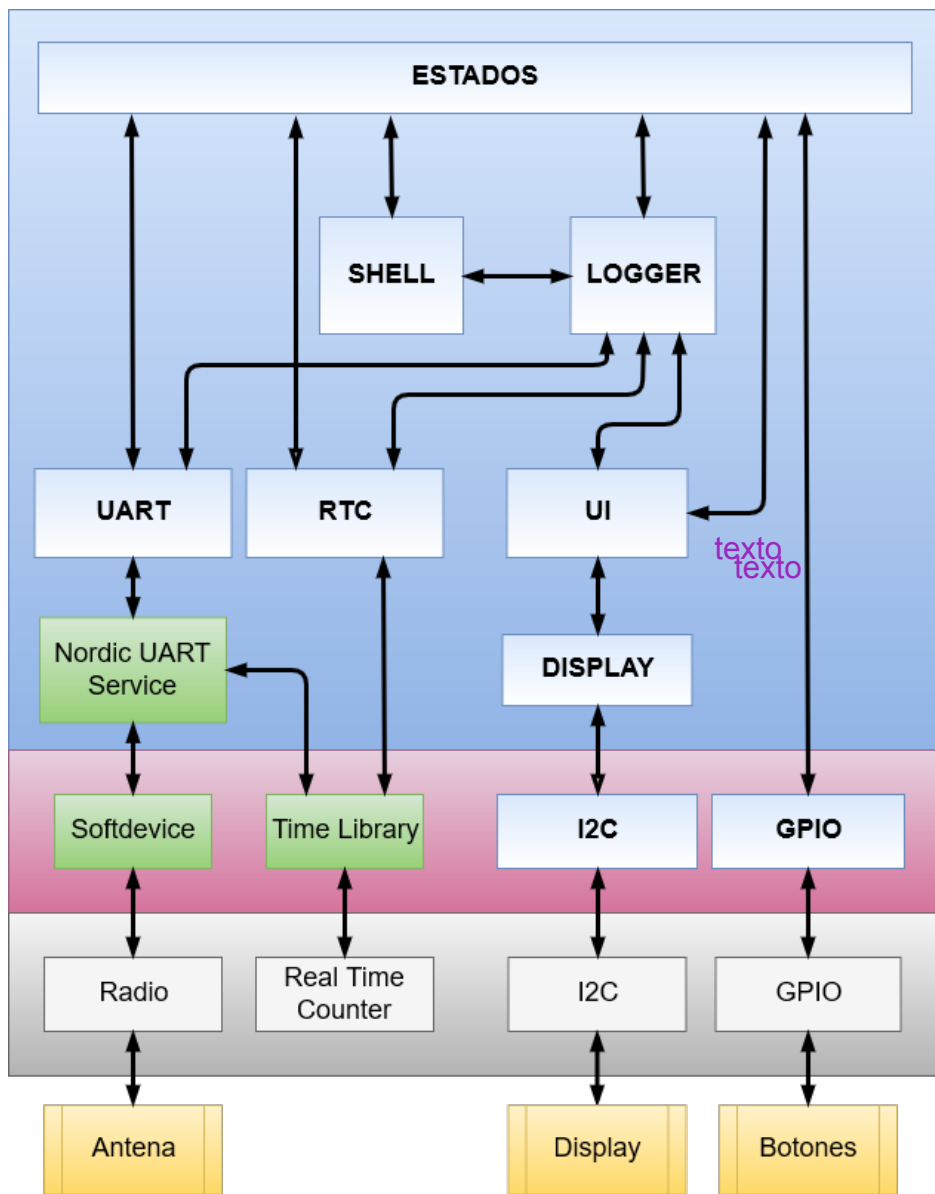 ESTADOS
SHELL
LOGGER
UART
RTC
UI
texto
texto
Nordic UART
Service
DISPLAY
Softdevice
Time Library
I2C
GPIO
Radio
Real Time
Counter
I2C
GPIO
Antena
Display
Botones